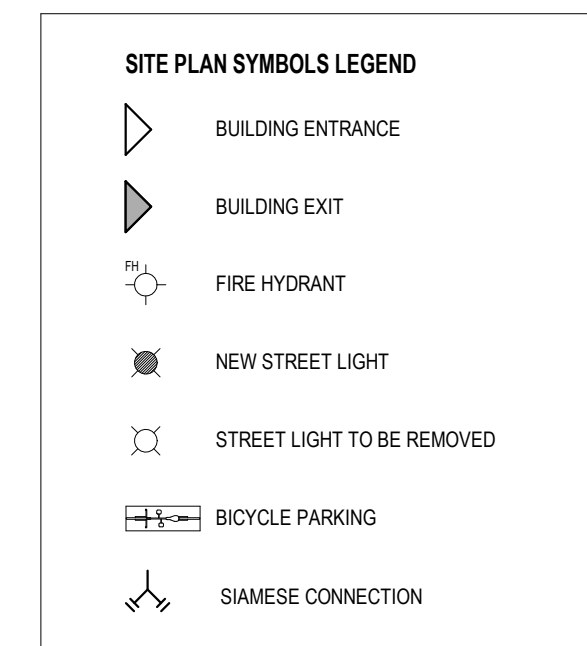 SITE PLAN SYMBOLS LEGEND
BUILDING ENTRANCE
BUILDING EXIT
FH
FIRE HYDRANT
NEW STREET LIGHT
STREET LIGHT TO BE REMOVED
BICYCLE PARKING
SIAMESE CONNECTION